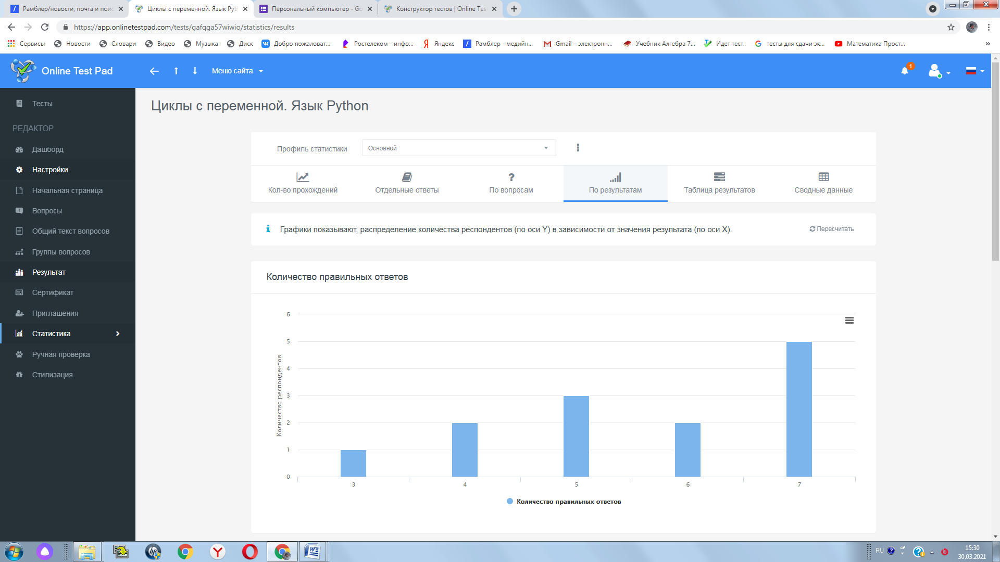 Рамблер/новости, почта и поис
Циклы с переменной. Язык Pyth
Персональный компьютер - Go
Конструктор тестов | Online Tes
https://app.onlinetestpad.com/tests/gafqga57wiwio/statistics/results
Сервисы Новости Словари Видео Музыка Диск Добро пожаловат... Ростелеком - инфо... Яндекс Рамблер - медийн... Gmail – электронн... Учебник Алгебра 7... Идет тест.. тесты для сдачи эк... Математика Прост... »
Online Test Pad
Меню сайта
1
Тесты
РЕДАКТОР
Дашборд
Настройки
Начальная страница
Вопросы
Общий текст вопросов
Группы вопросов
Результат
Сертификат
Приглашения
Статистика
Ручная проверка
Стилизация
Циклы с переменной. Язык Python
Профиль статистики Основной
Кол-во прохождений
Отдельные ответы
По вопросам
По результатам
Таблица результатов
Сводные данные
Графики показывают, распределение количества респондентов (по оси Y) в зависимости от значения результата (по оси X).
Пересчитать
Количество правильных ответов
Количество респондентов
6
5
4
3
2
1
0
3 4 5 6 7
Количество правильных ответов
RU
15:30
30.03.2021